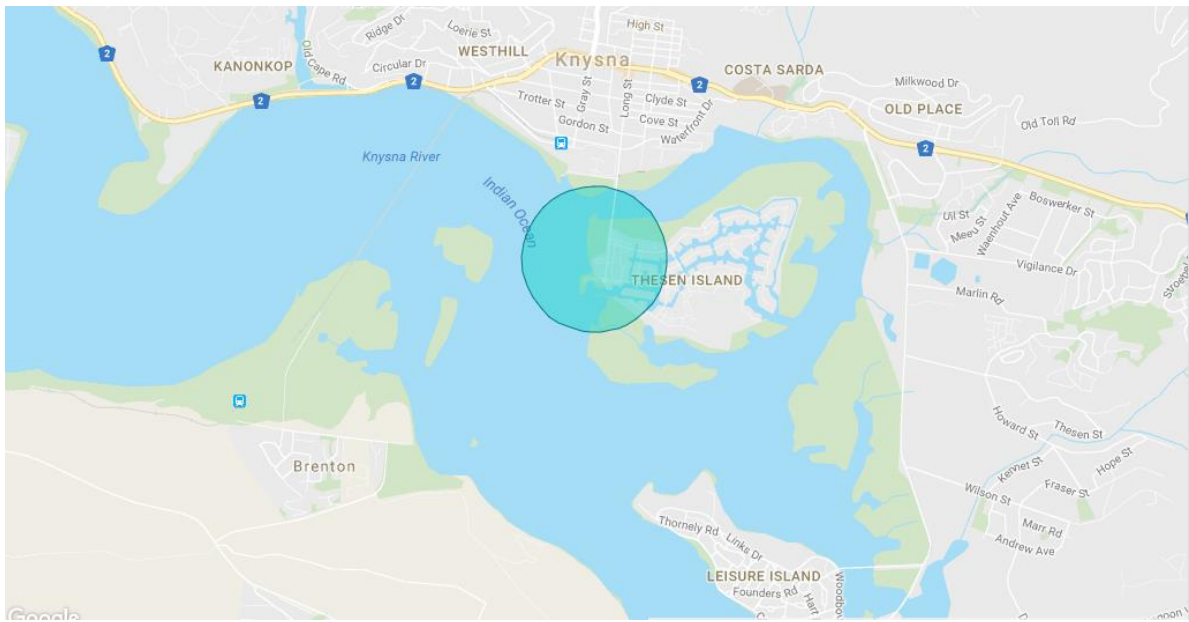 High St
Loerie St
Ridge Dr
WESTHILL
Knysna
2
Old Cape Rd
KANONKOP
Circular Dr
COSTA SARDA
2
2
2
Milkwood Dr
Trotter St
Gray St
Long St
Clyde St
OLD PLACE
Gordon St
Cove St
Waterfront Dr
Old Toll Rd
2
Knysna River
Indian Ocean
Boswerker St
Waenhout Ave
Uil St
Meeu St
Vigilance Dr
THESEN ISLAND
Marlin Rd
Howard St
Thesen St
Brenton
Kennet St
Hope St
Fraser St
Wilson St
Thornely Rd
Marr Rd
Links Dr
Andrew Ave
LEISURE ISLAND
Founders Rd
Google